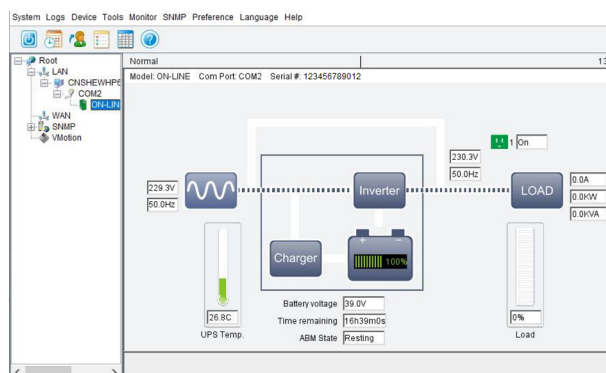 System Logs Device Tools Monitor SNMP Preference Language Help
Root
LAN
CNSHEWHP6
COM2
ON-LIN
WAN
SNMP
VMotion
Normal
13
Model: ON-LINE Com Port: COM2 Serial #: 123456789012
1 On
230.3V
50.0Hz
229.3V
50.0Hz
Inverter
LOAD
0.0A
0.0KW
0.0KVA
Charger
+ −
100%
26.8C
UPS Temp.
Battery voltage 39.0V
Time remaining 16h39m0s
ABM State Resting
0%
Load